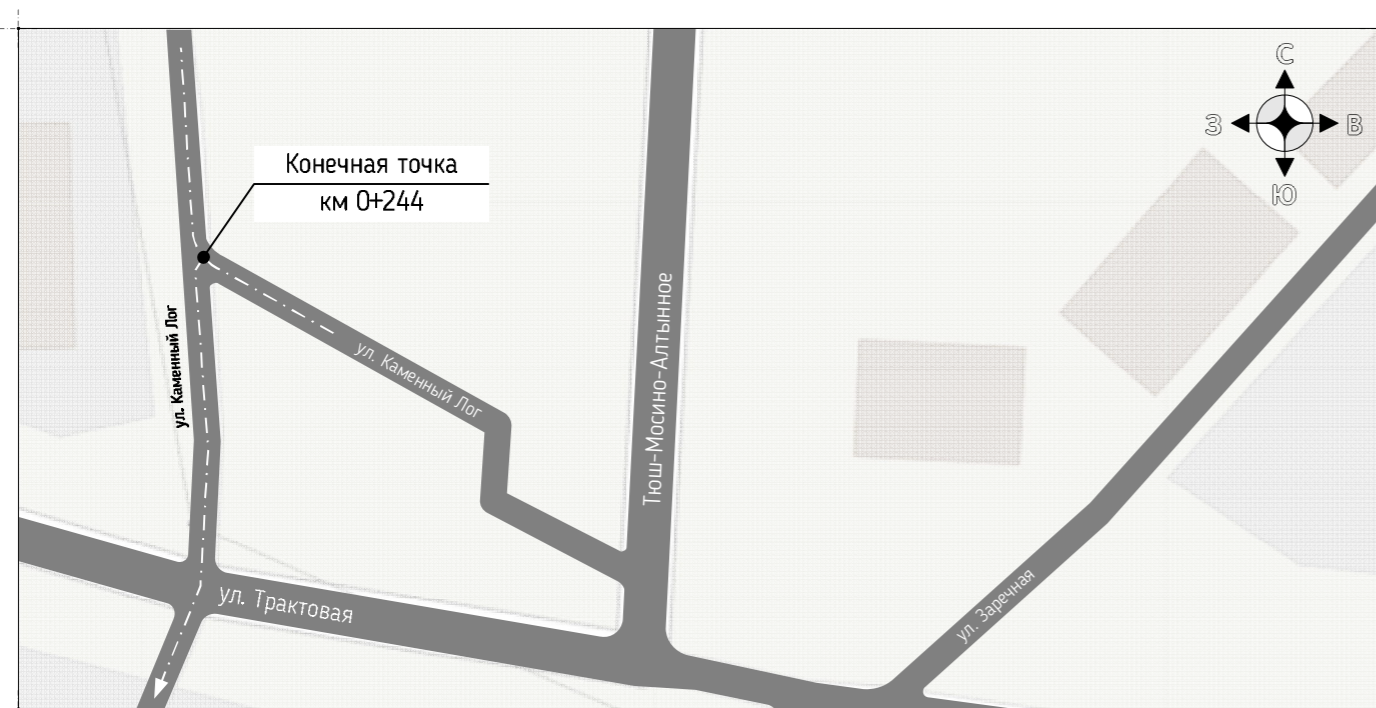 С
З
В
Ю
Конечная точка
км 0+244
ул. Каменный Лог
ул. Каменный Лог
Тюш-Мосино-Алтынное
ул. Трактовая
ул. Заречная